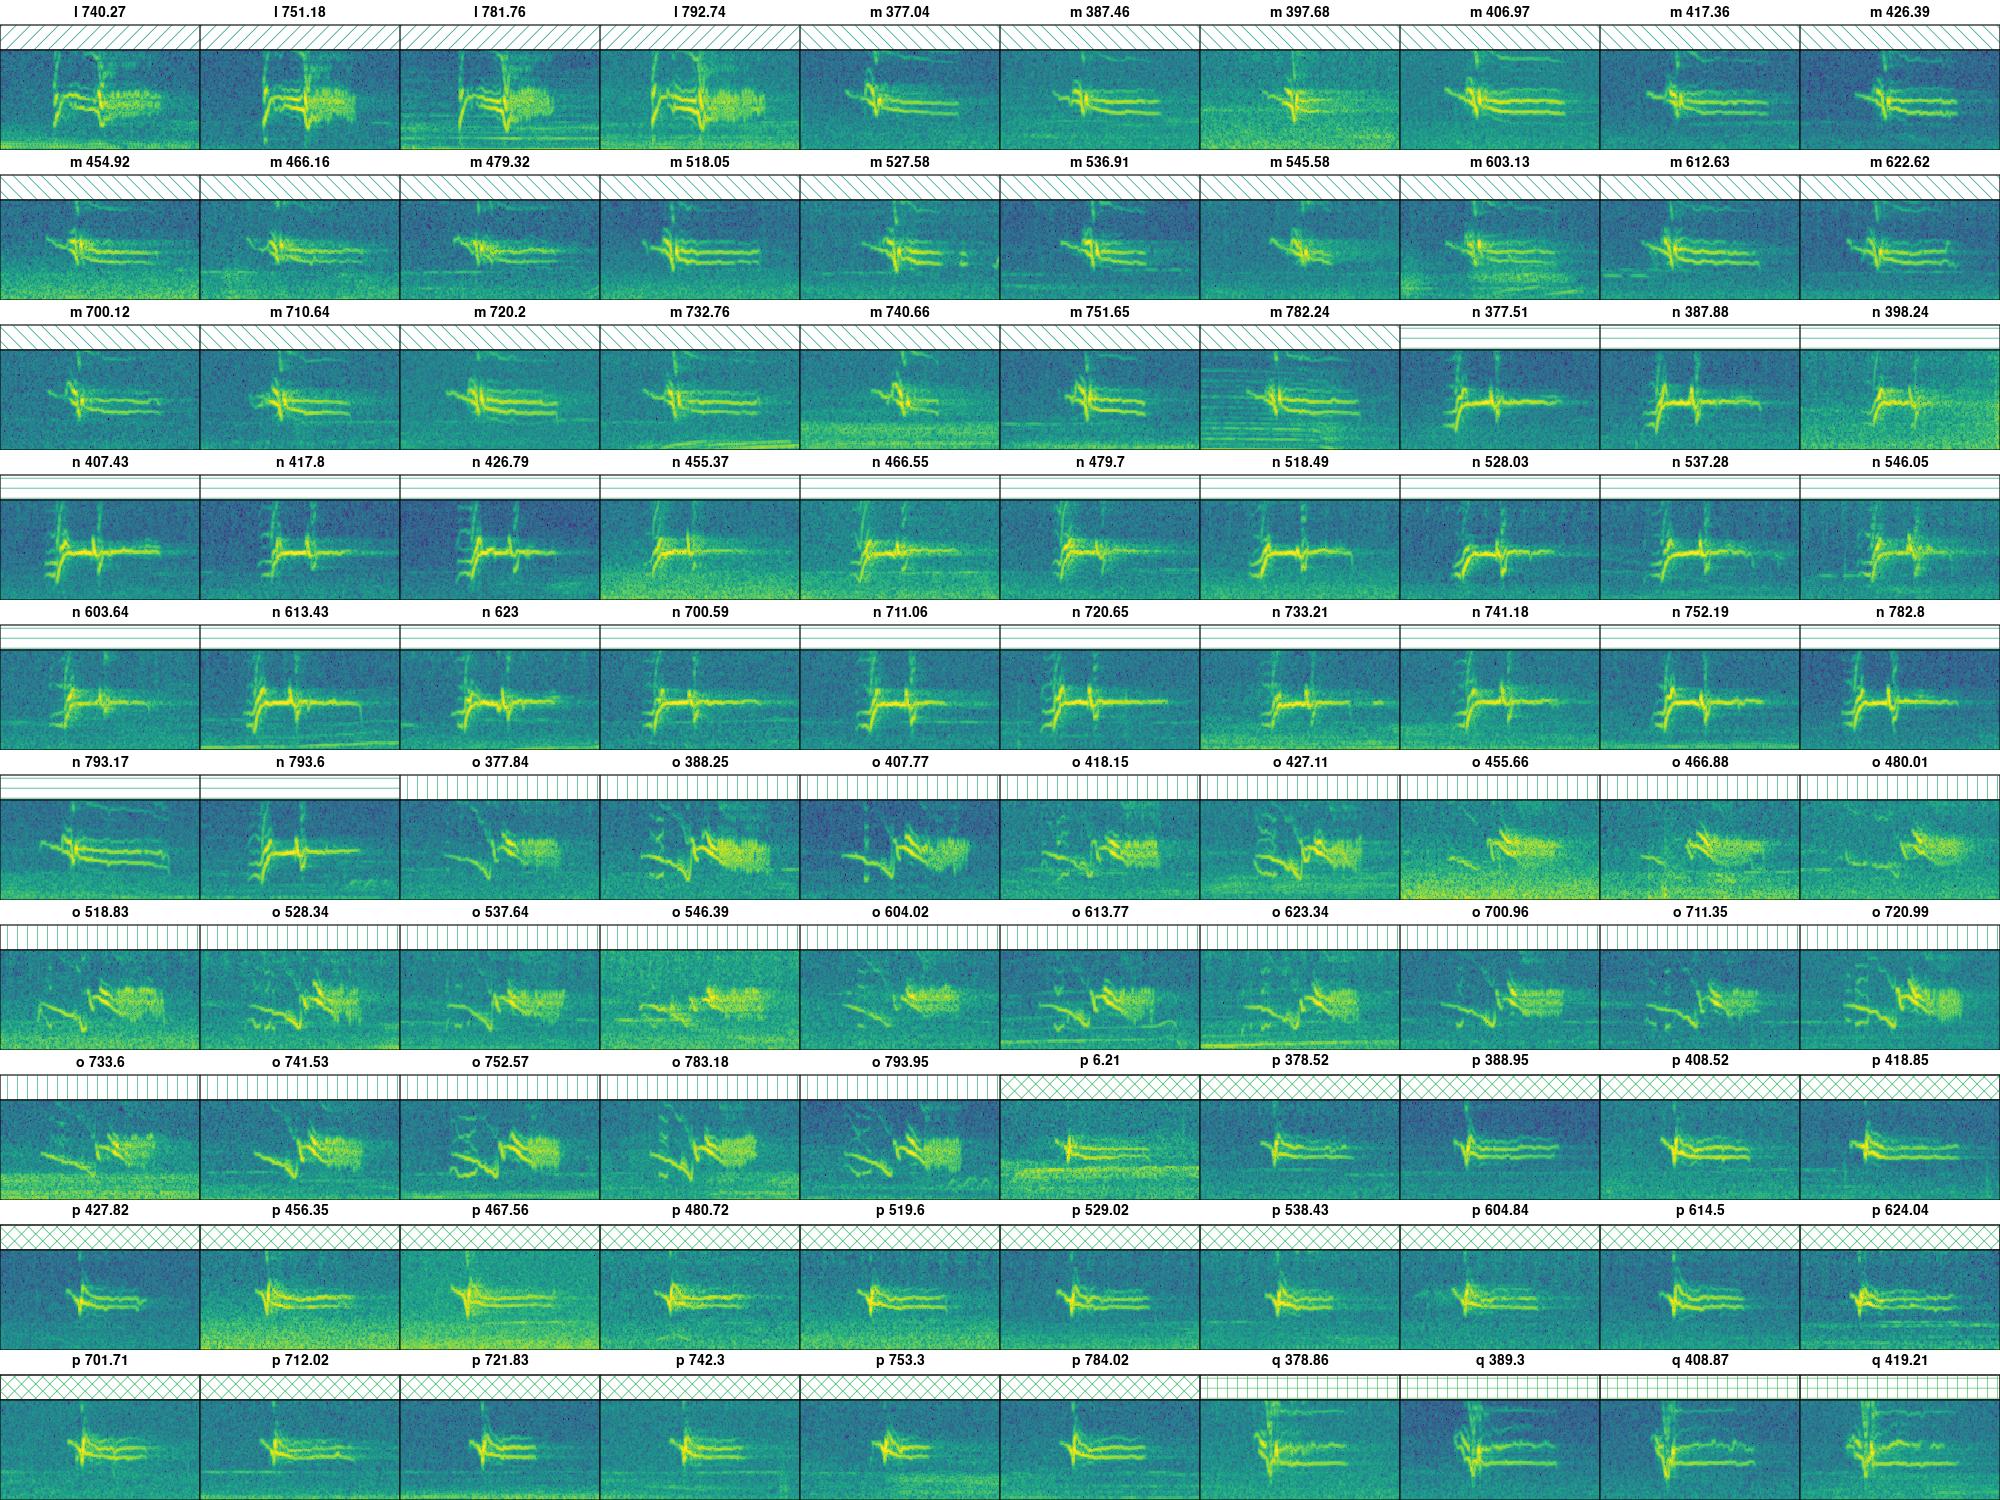 l 740.27 l 751.18 l 781.76 l 792.74 m 377.04 m 387.46 m 397.68 m 406.97 m 417.36 m 426.39
m 454.92 m 466.16 m 479.32 m 518.05 m 527.58 m 536.91 m 545.58 m 603.13 m 612.63 m 622.62
m 700.12 m 710.64 m 720.2 m 732.76 m 740.66 m 751.65 m 782.24 n 377.51 n 387.88 n 398.24
n 407.43 n 417.8 n 426.79 n 455.37 n 466.55 n 479.7 n 518.49 n 528.03 n 537.28 n 546.05
n 603.64 n 613.43 n 623 n 700.59 n 711.06 n 720.65 n 733.21 n 741.18 n 752.19 n 782.8
n 793.17 n 793.6 o 377.84 o 388.25 o 407.77 o 418.15 o 427.11 o 455.66 o 466.88 o 480.01
o 518.83 o 528.34 o 537.64 o 546.39 o 604.02 o 613.77 o 623.34 o 700.96 o 711.35 o 720.99
o 733.6 o 741.53 o 752.57 o 783.18 o 793.95 p 6.21 p 378.52 p 388.95 p 408.52 p 418.85
p 427.82 p 456.35 p 467.56 p 480.72 p 519.6 p 529.02 p 538.43 p 604.84 p 614.5 p 624.04
p 701.71 p 712.02 p 721.83 p 742.3 p 753.3 p 784.02 q 378.86 q 389.3 q 408.87 q 419.21